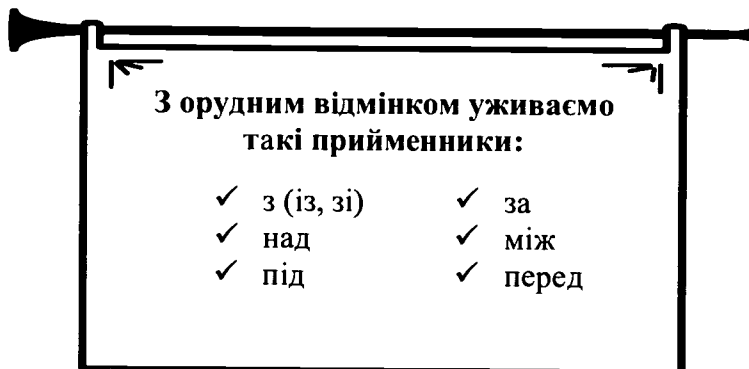 З орудним відмінком уживаємо
такі прийменники:
✓ з (із, зі) ✓ за
✓ над ✓ між
✓ під ✓ перед